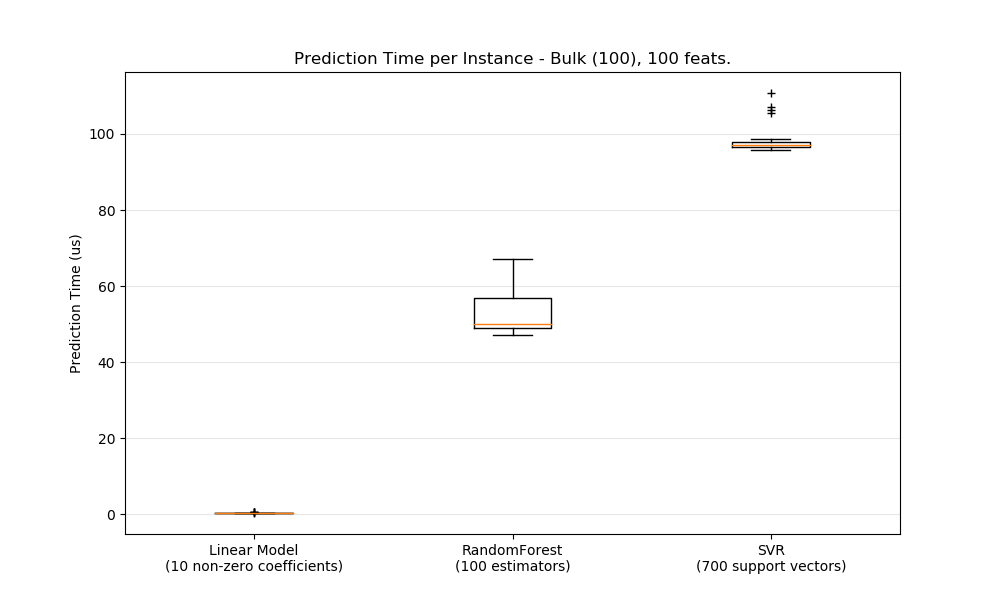 Prediction Time per Instance - Bulk (100), 100 feats.
Prediction Time (us)
100
80
60
40
20
0
Linear Model
(10 non-zero coefficients)
RandomForest
(100 estimators)
SVR
(700 support vectors)